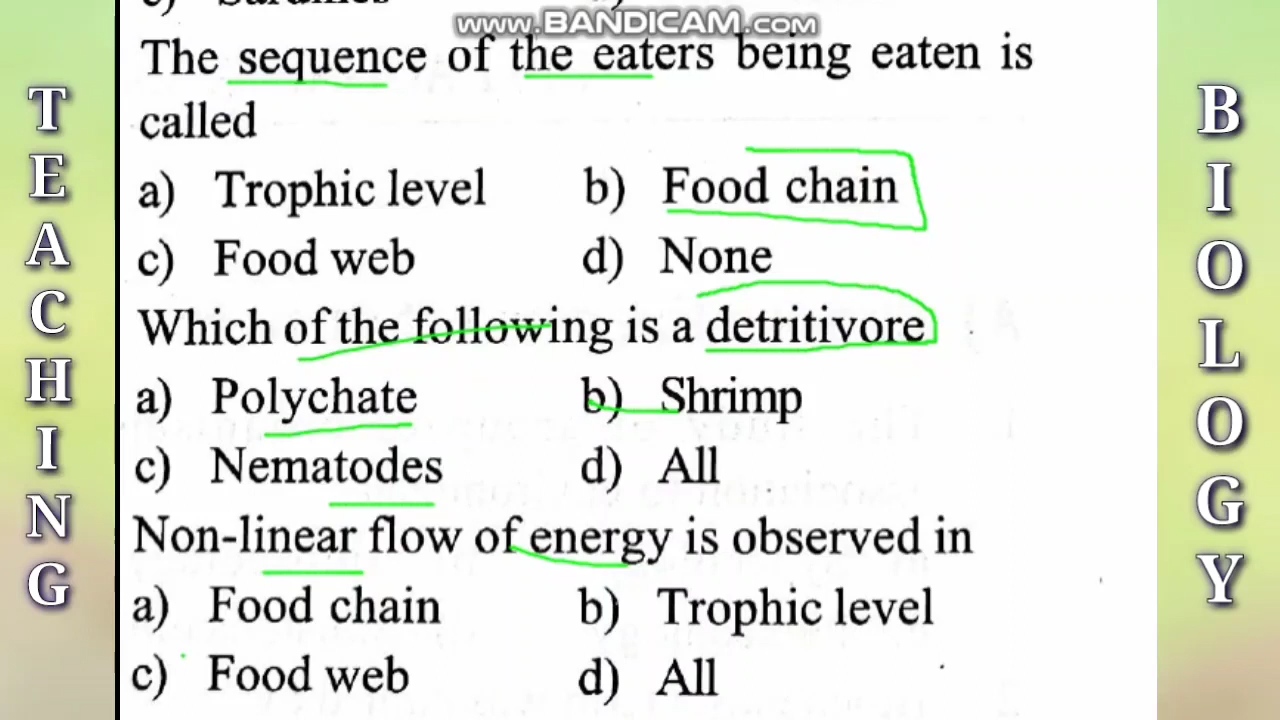 c) Sardines
www.BANDICAM.com
The sequence of the eaters being eaten is
called
a) Trophic level b) Food chain
c) Food web d) None
Which of the following is a detritivore
a) Polychate b) Shrimp
c) Nematodes d) All
Non-linear flow of energy is observed in
a) Food chain b) Trophic level
c) Food web d) All
TEACHING
BIOLOGY